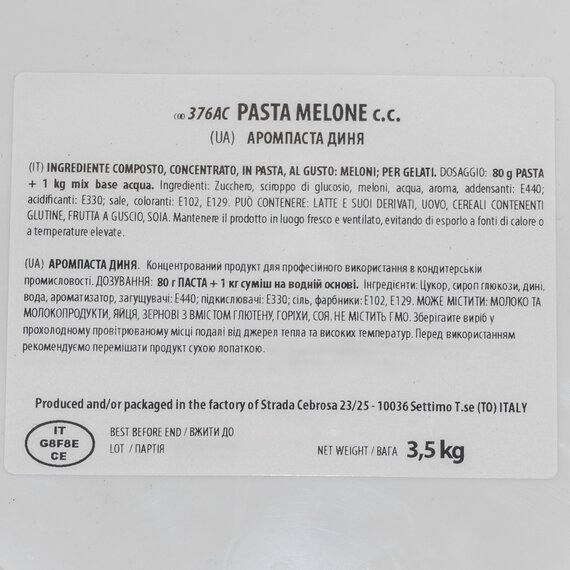 376AC PASTA MELONE c.c.
(UA) АРОМПАСТА ДИНЯ
(IT) INGREDIENTE COMPOSTO, CONCENTRATO, IN PASTA, AL GUSTO: MELONI; PER GELATI. DOSAGGIO: 80 g PASTA
+ 1 kg mix base acqua. Ingredienti: Zucchero, sciroppo di glucosio, meloni, acqua, aroma, addensanti: E440;
acidificanti: E330; sale, coloranti: E102, E129. PUÒ CONTENERE: LATTE E SUOI DERIVATI, UOVO, CEREALI CONTENENTI
GLUTINE, FRUTTA A GUSCIO, SOIA. Mantenere il prodotto in luogo fresco e ventilato, evitando di esporlo a fonti di calore o
a temperature elevate.
(UA) АРОМПАСТА ДИНЯ. Концентрований продукт для професійного використання в кондитерській
промисловості. ДОЗУВАННЯ: 80 г ПАСТА + 1 кг суміш на водній основі. Інгредієнти: Цукор, сироп глюкози, дині,
вода, ароматизатор, загущувачі: E440; підкислювачі: E330; сіль, фарбники: E102, E129. МОЖЕ МІСТИТИ: МОЛОКО ТА
МОЛОКОПРОДУКТИ, ЯЙЦЯ, ЗЕРНОВІ З ВМІСТОМ ГЛЮТЕНУ, ГОРІХИ, СОЯ. НЕ МІСТИТЬ ГМО. Зберігати виріб у
прохолодному провітрюваному місці подалі від джерел тепла та високих температур. Перед використанням
рекомендуємо перемішати продукт сухою лопаткою.
Produced and/or packaged in the factory of Strada Cebrosa 23/25 - 10036 Settimo T.se (TO) ITALY
IT
G8F8E
CE
BEST BEFORE END / ВЖИТИ ДО
LOT / ПАРТІЯ
NET WEIGHT / ВАГА 3,5 kg